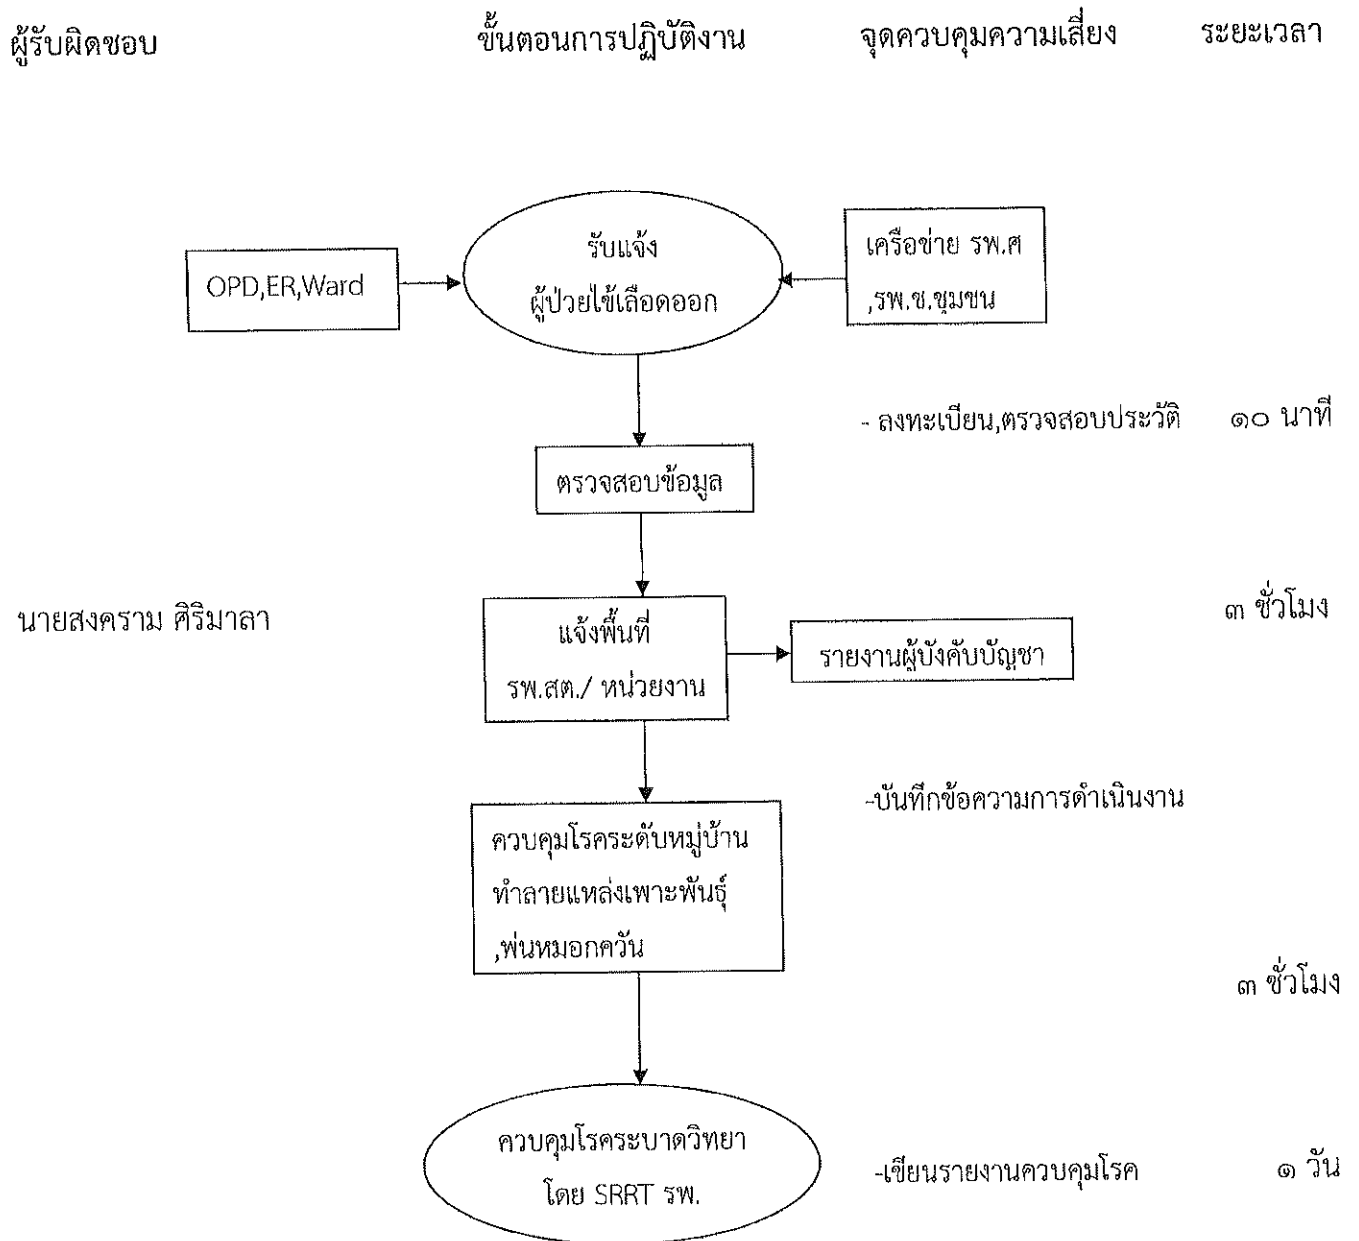 ผู้รับผิดชอบ ขั้นตอนการปฏิบัติงาน จุดควบคุมความเสี่ยง ระยะเวลา
OPD,ER,Ward
รับแจ้ง
ผู้ป่วยไข้เลือดออก
เครือข่าย รพ.ศ
,รพ.ช.ชุมชน
- ลงทะเบียน,ตรวจสอบประวัติ ๑๐ นาที
ตรวจสอบข้อมูล
นายสงคราม ศิริมาลา
แจ้งพื้นที่
รพ.สต./ หน่วยงาน
รายงานผู้บังคับบัญชา
๓ ชั่วโมง
-บันทึกข้อความการดำเนินงาน
ควบคุมโรคระดับหมู่บ้าน
ทำลายแหล่งเพาะพันธุ์
,พ่นหมอกควัน
๓ ชั่วโมง
ควบคุมโรคระบาดวิทยา
โดย SRRT รพ.
-เขียนรายงานควบคุมโรค ๑ วัน